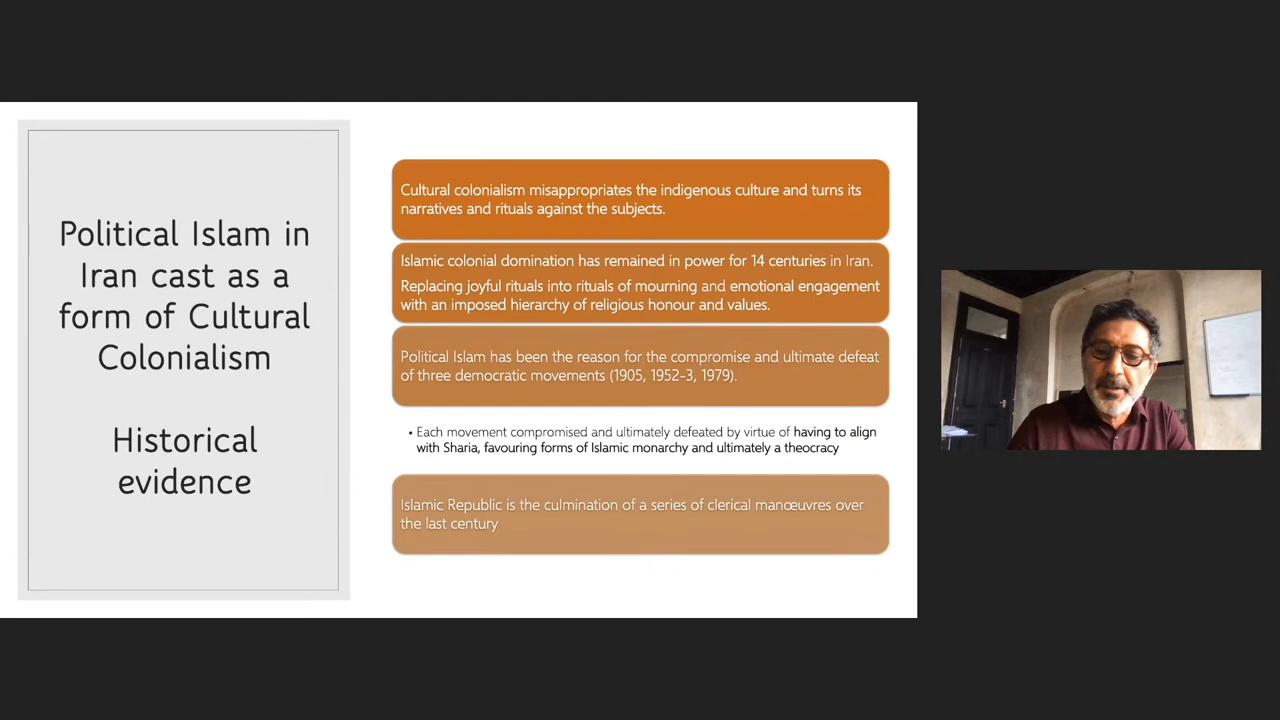 Political Islam in
Iran cast as a
form of Cultural
Colonialism
Historical
evidence
Cultural colonialism misappropriates the indigenous culture and turns its
narratives and rituals against the subjects.
Islamic colonial domination has remained in power for 14 centuries in Iran.
Replacing joyful rituals into rituals of mourning and emotional engagement
with an imposed hierarchy of religious honour and values.
Political Islam has been the reason for the compromise and ultimate defeat
of three democratic movements (1905, 1952-3, 1979).
• Each movement compromised and ultimately defeated by virtue of having to align
with Sharia, favouring forms of Islamic monarchy and ultimately a theocracy
Islamic Republic is the culmination of a series of clerical manœuvres over
the last century